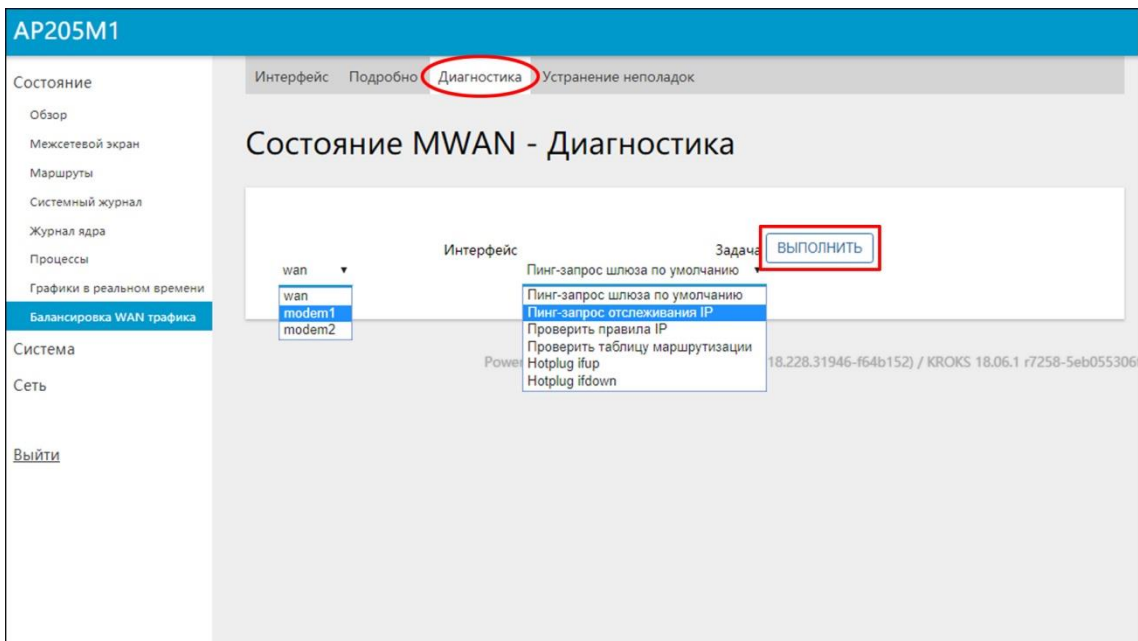 AP205M1
Состояние
Обзор
Межсетевой экран
Маршруты
Системный журнал
Журнал ядра
Процессы
Графики в реальном времени
Балансировка WAN трафика
Система
Сеть
Выйти
Интерфейс Подробно Диагностика Устранение неполадок
Состояние MWAN - Диагностика
Интерфейс Задача ВЫПОЛНИТЬ
wan Пинг-запрос шлюза по умолчанию
wan
modem1
modem2
Пинг-запрос шлюза по умолчанию
Пинг-запрос отслеживания IP
Проверить правила IP
Проверить таблицу маршрутизации
Hotplug ifup
Hotplug ifdown
18.228.31946-f64b152) / KROKS 18.06.1 r7258-5eb055306